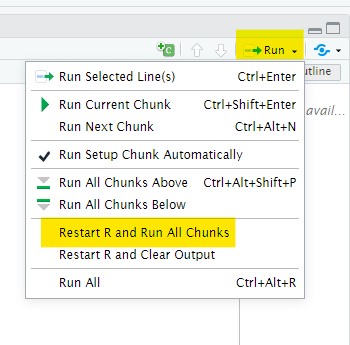 Run
utline
avail...
Run Selected Line(s) Ctrl+Enter
Run Current Chunk Ctrl+Shift+Enter
Run Next Chunk Ctrl+Alt+N
Run Setup Chunk Automatically
Run All Chunks Above Ctrl+Alt+Shift+P
Run All Chunks Below
Restart R and Run All Chunks
Restart R and Clear Output
Run All Ctrl+Alt+R